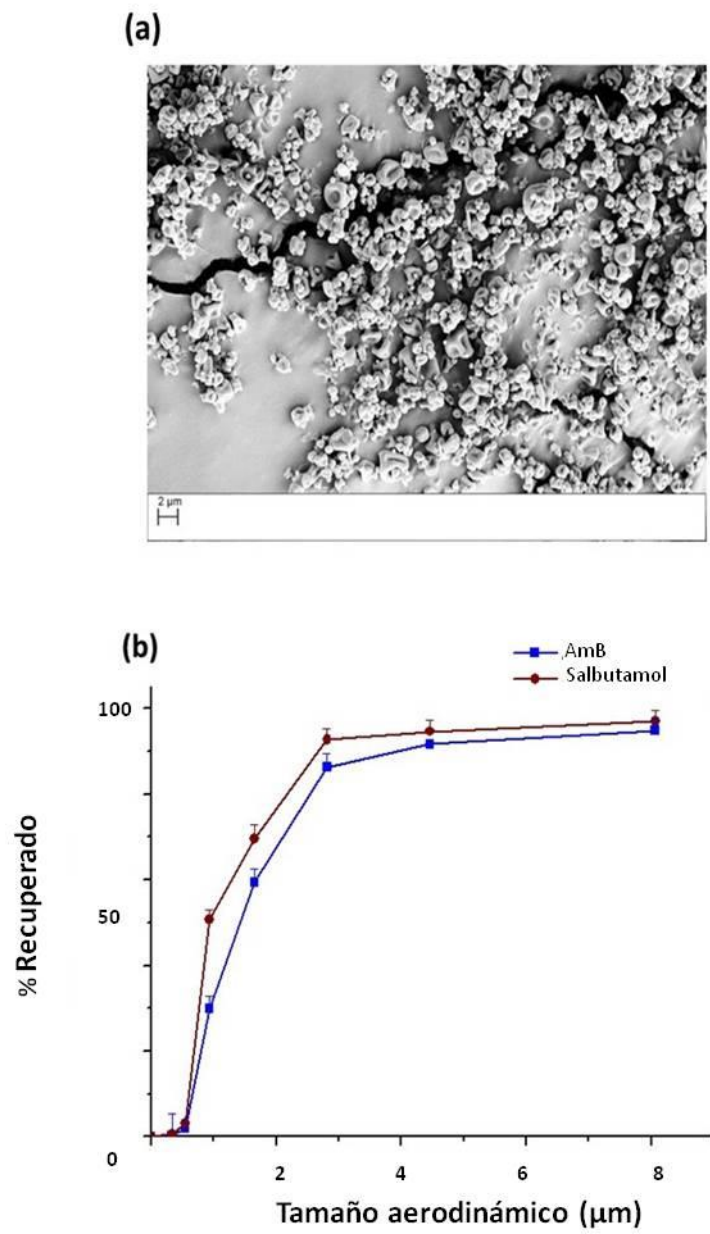 (a)
2 µm
(b)
AmB
Salbutamol
100
50
0
% Recuperado
2
4
6
8
Tamaño aerodinámico (µm)